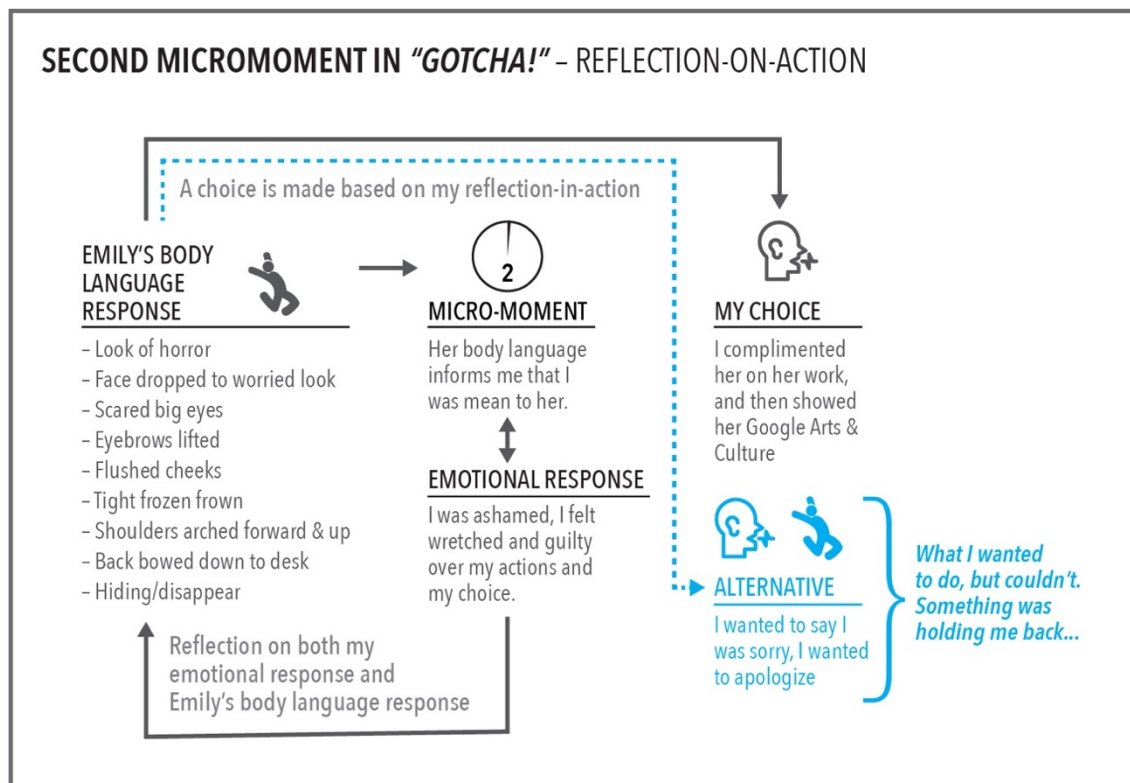 SECOND MICROMOMENT IN "GOTCHA!" – REFLECTION-ON-ACTION
A choice is made based on my reflection-in-action
EMILY'S BODY
LANGUAGE
RESPONSE
– Look of horror
– Face dropped to worried look
– Scared big eyes
– Eyebrows lifted
– Flushed cheeks
– Tight frozen frown
– Shoulders arched forward & up
– Back bowed down to desk
– Hiding/disappear
Reflection on both my
emotional response and
Emily's body language response
2
MICRO-MOMENT
Her body language
informs me that I
was mean to her.
EMOTIONAL RESPONSE
I was ashamed, I felt
wretched and guilty
over my actions and
my choice.
MY CHOICE
I complimented
her on her work,
and then showed
her Google Arts &
Culture
ALTERNATIVE
I wanted to say I
was sorry, I wanted
to apologize
What I wanted
to do, but couldn't.
Something was
holding me back...